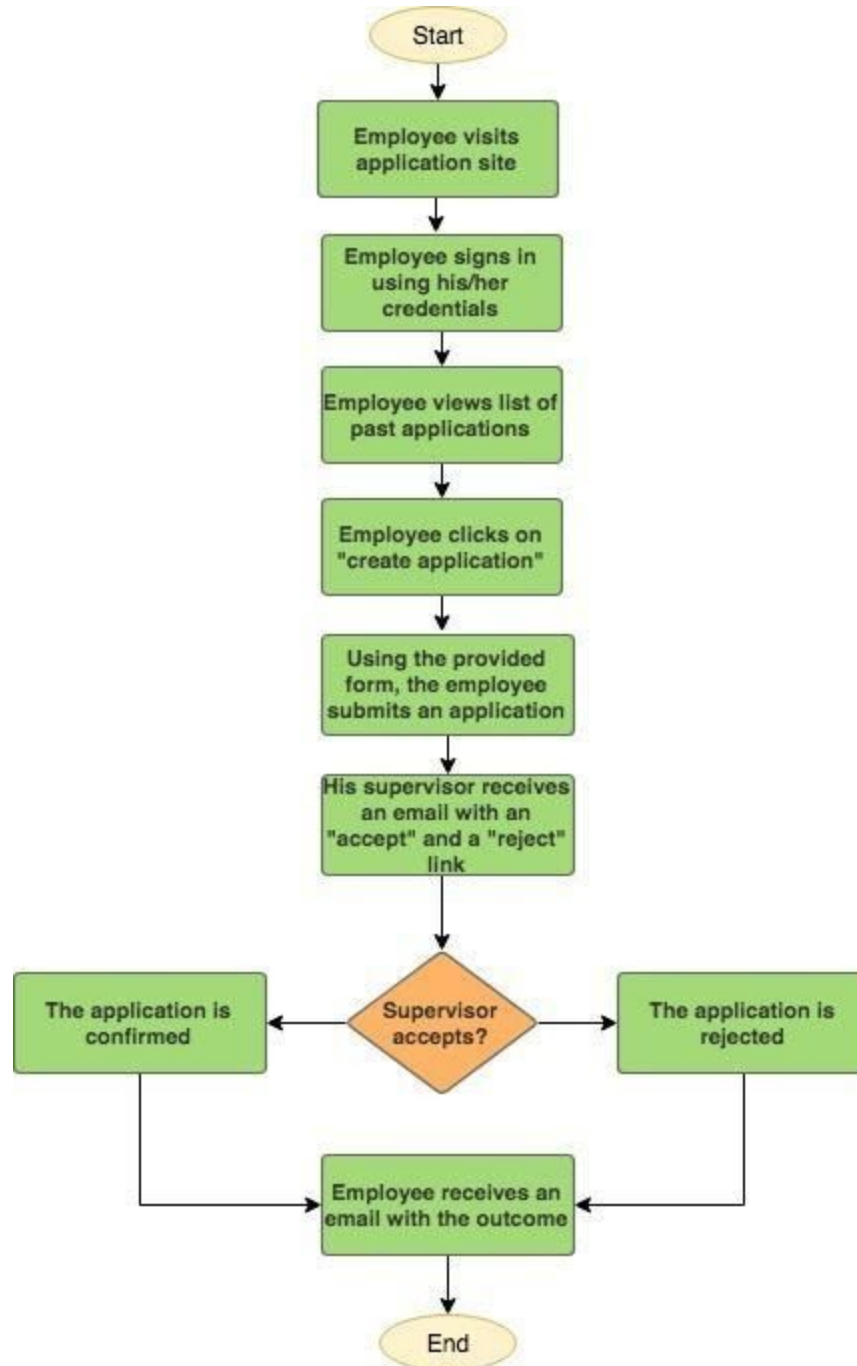 Start
Employee visits
application site
Employee signs in
using his/her
credentials
Employee views list of
past applications
Employee clicks on
"create application"
Using the provided
form, the employee
submits an application
His supervisor receives
an email with an
"accept" and a "reject"
link
Supervisor
accepts?
The application is
confirmed
The application is
rejected
Employee receives an
email with the outcome
End